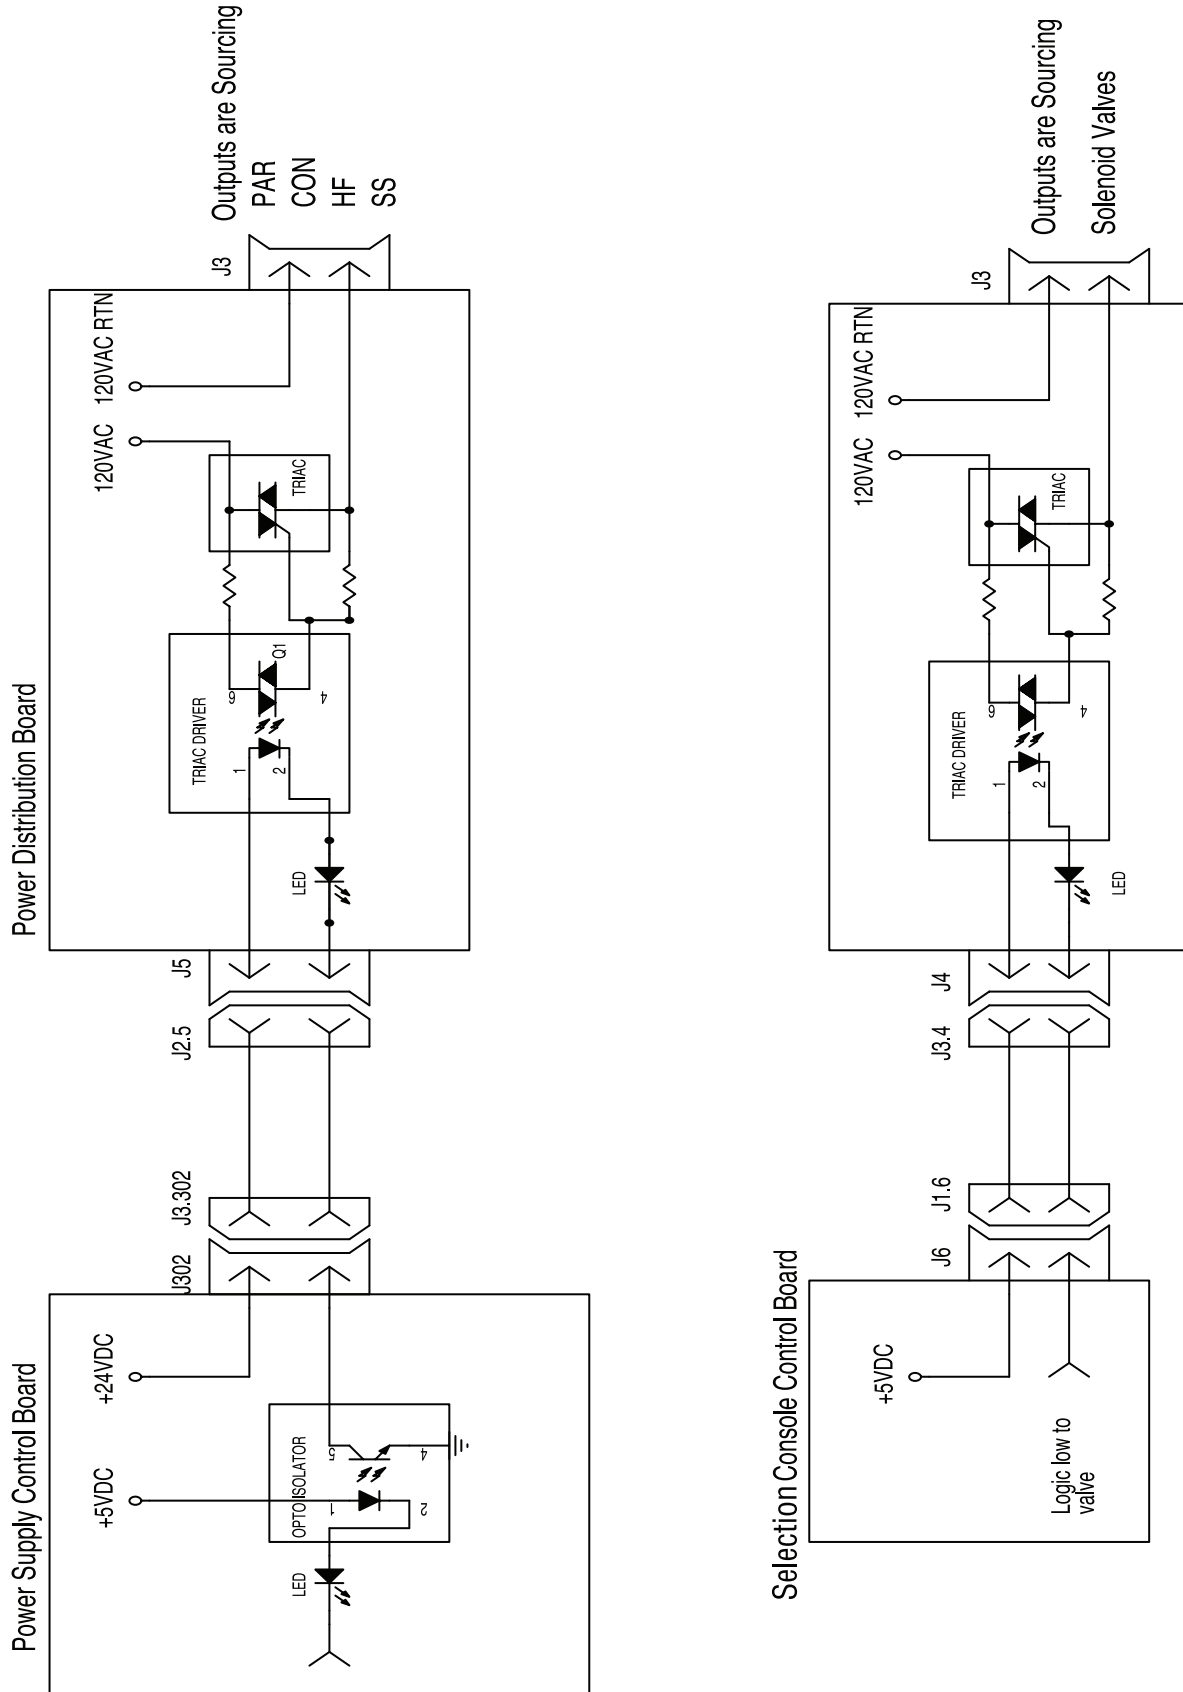 Power Supply Control Board
+5VDC
+24VDC
OPTO ISOLATOR
1
2
5
4
LED
J302
J3.302
J2.5
J5
Power Distribution Board
LED
TRIAC DRIVER
1
2
6
4
Q1
TRIAC
120VAC
120VAC RTN
J3
Outputs are Sourcing
PAR
CON
HF
SS
Selection Console Control Board
+5VDC
Logic low to
valve
J6
J1.6
J3.4
J4
LED
TRIAC DRIVER
1
2
6
4
TRIAC
120VAC
120VAC RTN
J3
Outputs are Sourcing
Solenoid Valves